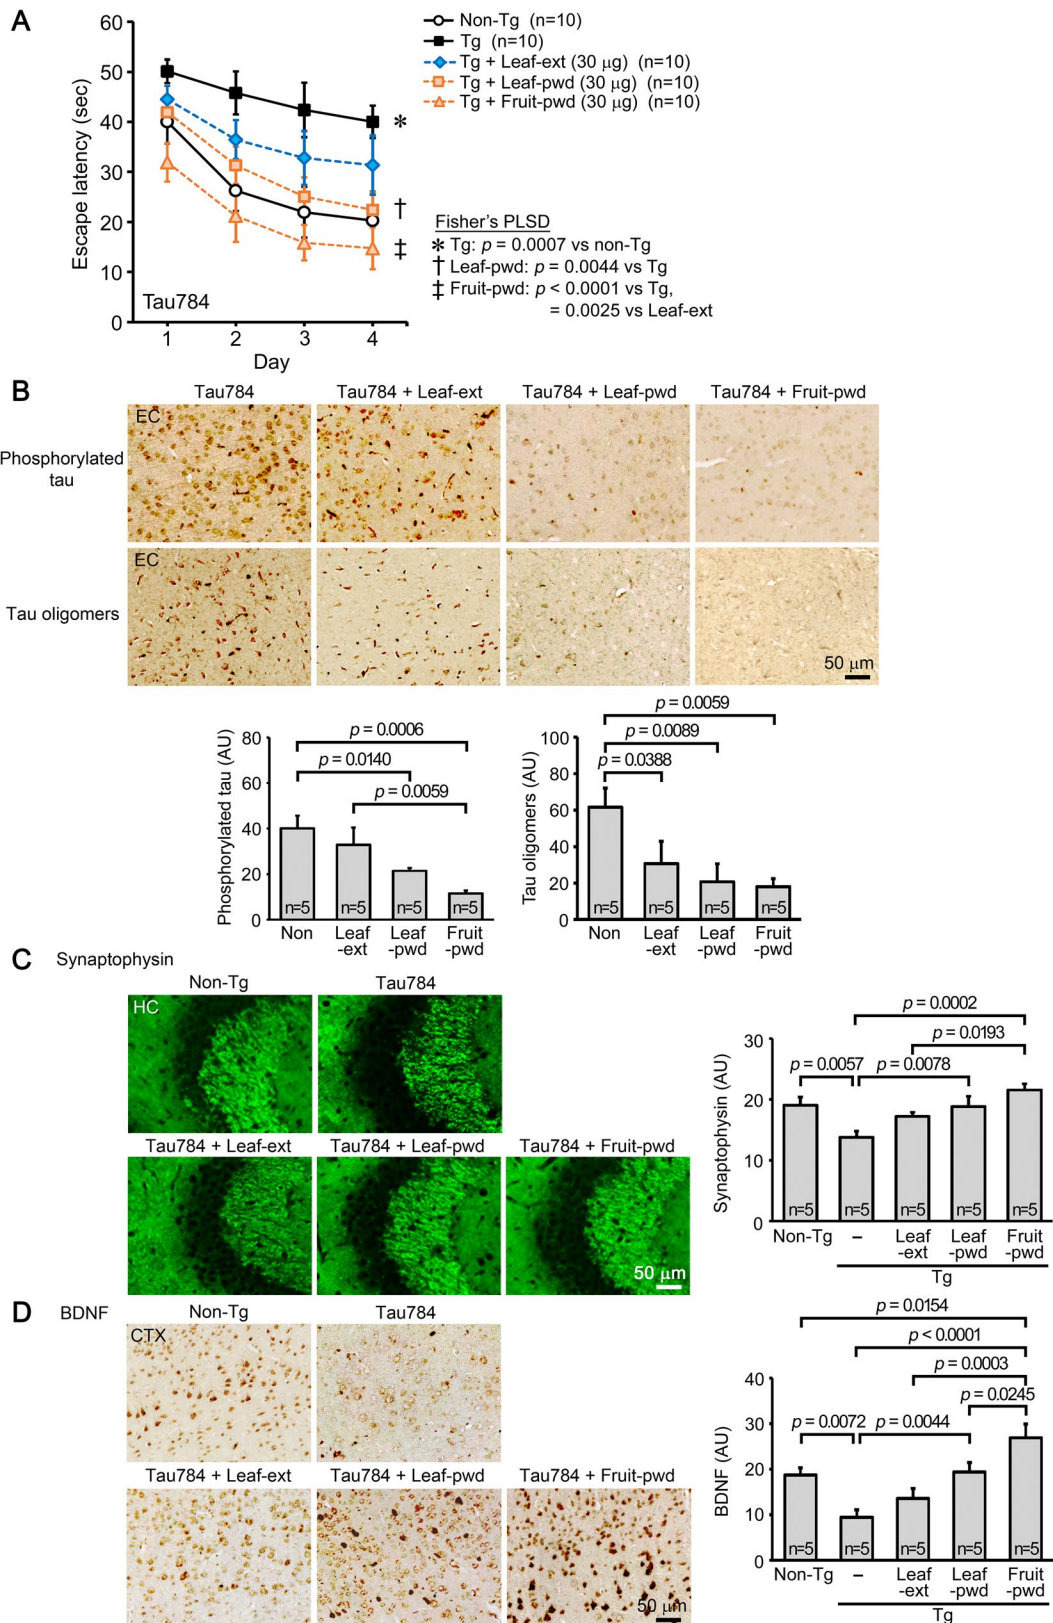 A
60
50
40
30
20
10
0
Escape latency (sec)
1 2 3 4
Day
Tau784
Non-Tg (n=10)
Tg (n=10)
Tg + Leaf-ext (30 μg) (n=10)
Tg + Leaf-pwd (30 μg) (n=10)
Tg + Fruit-pwd (30 μg) (n=10)
*
†
‡
Fisher's PLSD
* Tg: p = 0.0007 vs non-Tg
† Leaf-pwd: p = 0.0044 vs Tg
‡ Fruit-pwd: p < 0.0001 vs Tg,
= 0.0025 vs Leaf-ext
B
Tau784 Tau784 + Leaf-ext Tau784 + Leaf-pwd Tau784 + Fruit-pwd
EC
Phosphorylated
tau
EC
Tau oligomers
50 μm
p = 0.0006
p = 0.0140
p = 0.0059
80
60
40
20
0
Phosphorylated tau (AU)
n=5 n=5 n=5 n=5
Non Leaf Leaf Fruit
-ext -pwd -pwd
p = 0.0059
p = 0.0089
p = 0.0388
100
80
60
40
20
0
Tau oligomers (AU)
n=5 n=5 n=5 n=5
Non Leaf Leaf Fruit
-ext -pwd -pwd
C Synaptophysin
Non-Tg Tau784
HC
Tau784 + Leaf-ext Tau784 + Leaf-pwd Tau784 + Fruit-pwd
50 μm
p = 0.0002
p = 0.0193
p = 0.0057 p = 0.0078
30
20
10
0
Synaptophysin (AU)
n=5 n=5 n=5 n=5 n=5
Non-Tg – Leaf Leaf Fruit
-ext -pwd -pwd
Tg
D BDNF
Non-Tg Tau784
CTX
Tau784 + Leaf-ext Tau784 + Leaf-pwd Tau784 + Fruit-pwd
50 μm
p = 0.0154
p < 0.0001
p = 0.0003
p = 0.0245
p = 0.0072 p = 0.0044
40
30
20
10
0
BDNF (AU)
n=5 n=5 n=5 n=5 n=5
Non-Tg – Leaf Leaf Fruit
-ext -pwd -pwd
Tg